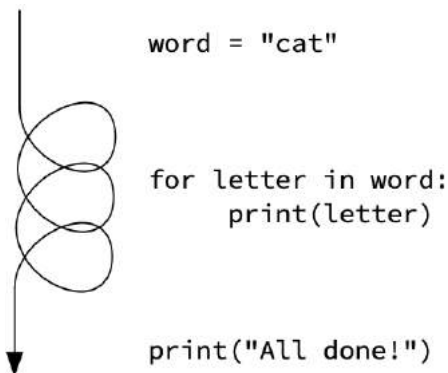 word = "cat"
for letter in word:
    print(letter)
print("All done!")